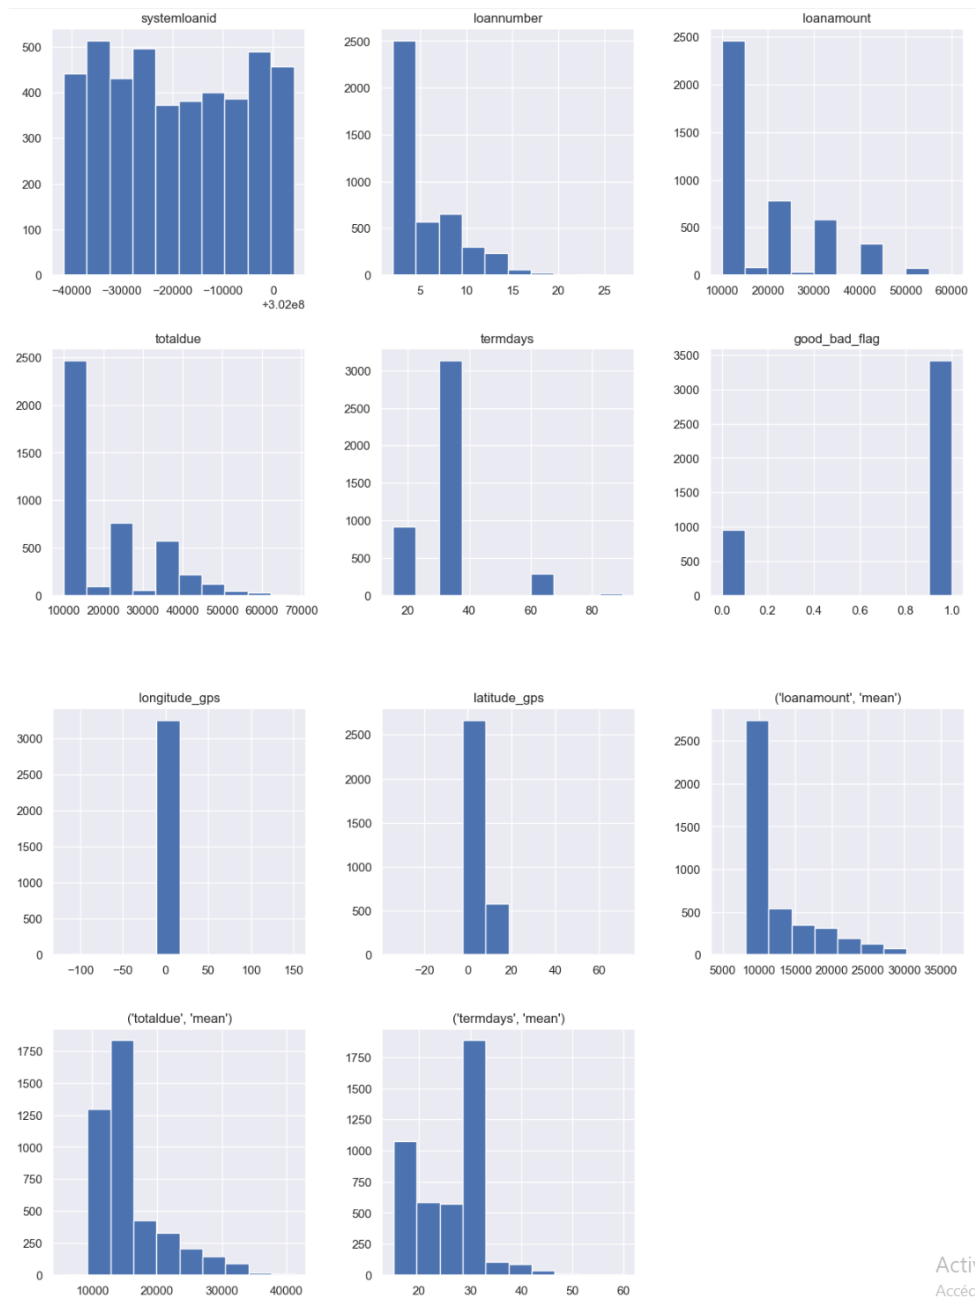 systemloanid loannumber loanamount
500 400 300 200 100 0
−40000 −30000 −20000 −10000 0
+3.02e8
2500 2000 1500 1000 500 0
5 10 15 20 25
2500 2000 1500 1000 500 0
10000 20000 30000 40000 50000 60000
totaldue termdays good_bad_flag
2500 2000 1500 1000 500 0
10000 20000 30000 40000 50000 60000 70000
3000 2500 2000 1500 1000 500 0
20 40 60 80
3500 3000 2500 2000 1500 1000 500 0
0.0 0.2 0.4 0.6 0.8 1.0
longitude_gps latitude_gps ('loanamount', 'mean')
3000 2500 2000 1500 1000 500 0
−100 −50 0 50 100 150
2500 2000 1500 1000 500 0
−20 0 20 40 60
2500 2000 1500 1000 500 0
5000 10000 15000 20000 25000 30000 35000
('totaldue', 'mean') ('termdays', 'mean')
1750 1500 1250 1000 750 500 250 0
10000 20000 30000 40000
1750 1500 1250 1000 750 500 250 0
20 30 40 50 60
Activ
Accéc